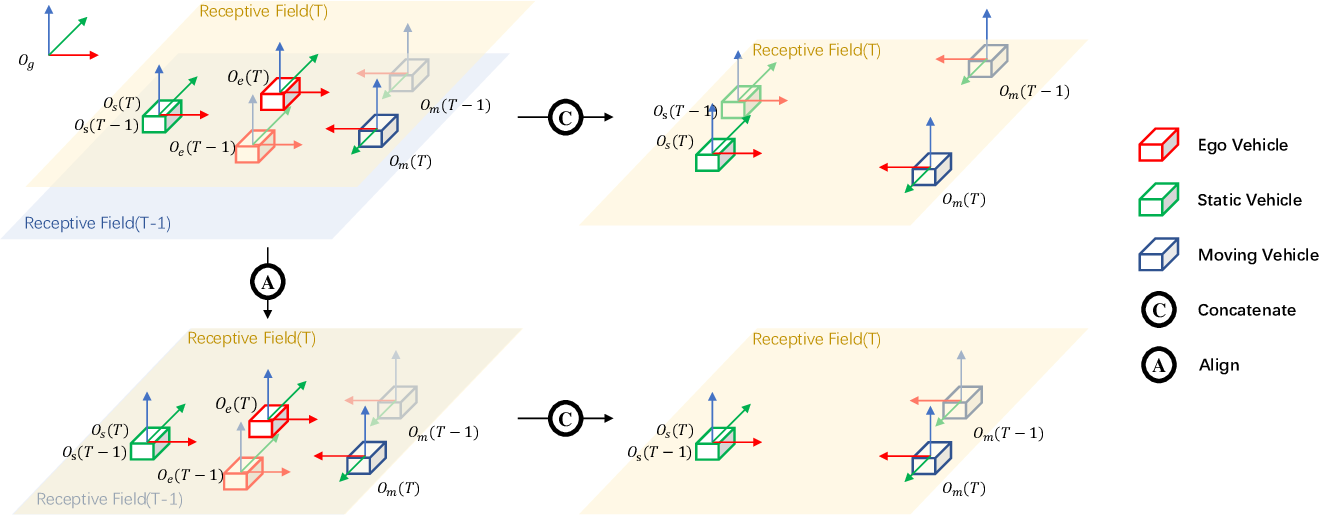 Receptive Field(T)
O_g
O_e(T)
O_s(T)
O_s(T − 1)
O_m(T − 1)
O_e(T − 1)
O_m(T)
Receptive Field(T-1)
C
Receptive Field(T)
O_m(T − 1)
O_s(T − 1)
O_s(T)
O_m(T)
A
Receptive Field(T)
O_e(T)
O_s(T)
O_s(T − 1)
O_m(T − 1)
O_e(T − 1)
O_m(T)
Receptive Field(T-1)
C
Receptive Field(T)
O_s(T)
O_s(T − 1)
O_m(T − 1)
O_m(T)
Ego Vehicle
Static Vehicle
Moving Vehicle
C Concatenate
A Align